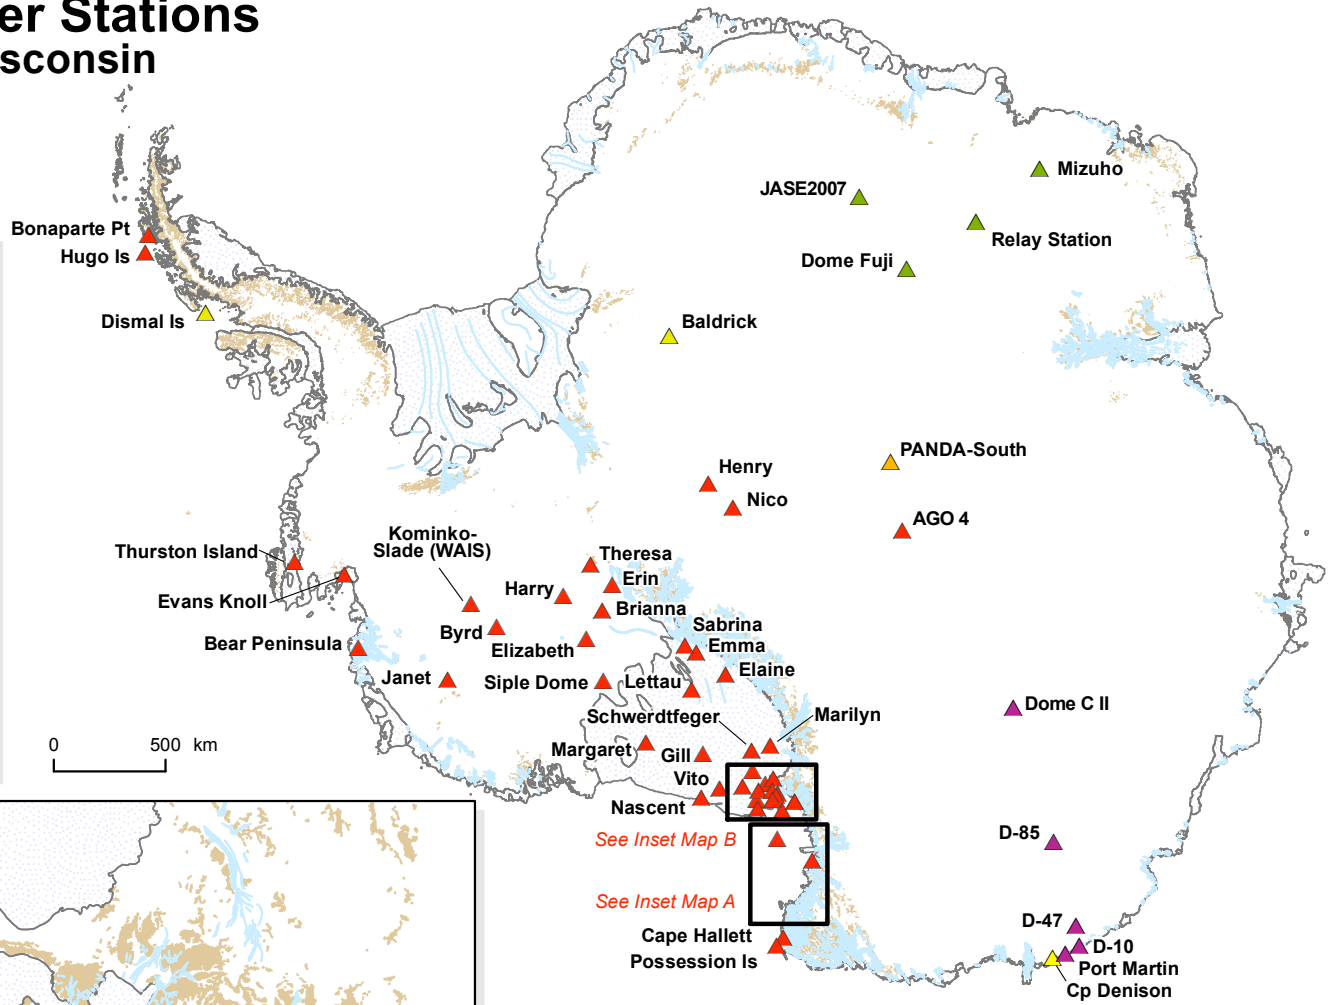 er Stations
sconsin
Mizuho
JASE2007
Bonaparte Pt
Relay Station
Hugo Is
Dome Fuji
Dismal Is
Baldrick
PANDA-South
Henry
Nico
AGO 4
Kominko-
Slade (WAIS)
Thurston Island
Theresa
Erin
Harry
Evans Knoll
Brianna
Sabrina
Byrd
Bear Peninsula
Elizabeth
Emma
Elaine
Janet
Siple Dome
Lettau
Dome C II
Schwerdtfeger
Marilyn
0 500 km
Margaret
Gill
Vito
Nascent
See Inset Map B
D-85
See Inset Map A
D-47
Cape Hallett
D-10
Possession Is
Port Martin
Cp Denison